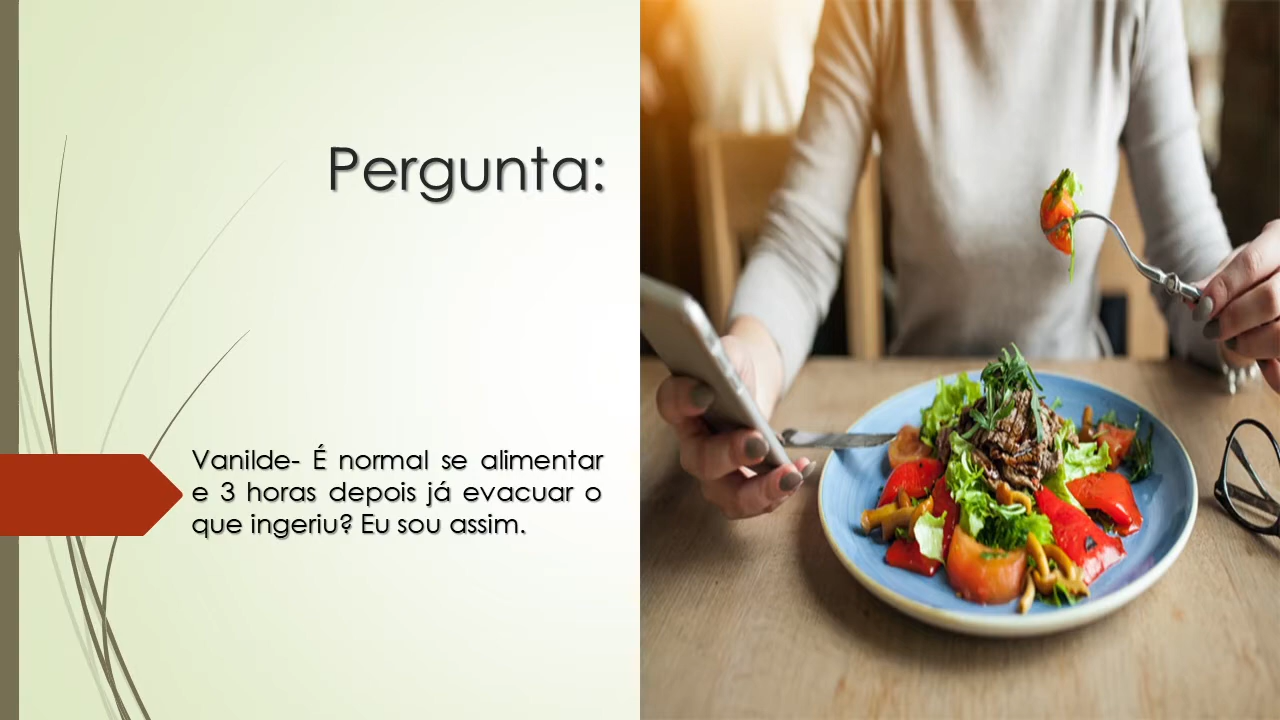 Pergunta:
Vanilde- É normal se alimentar
e 3 horas depois já evacuar o
que ingeriu? Eu sou assim.